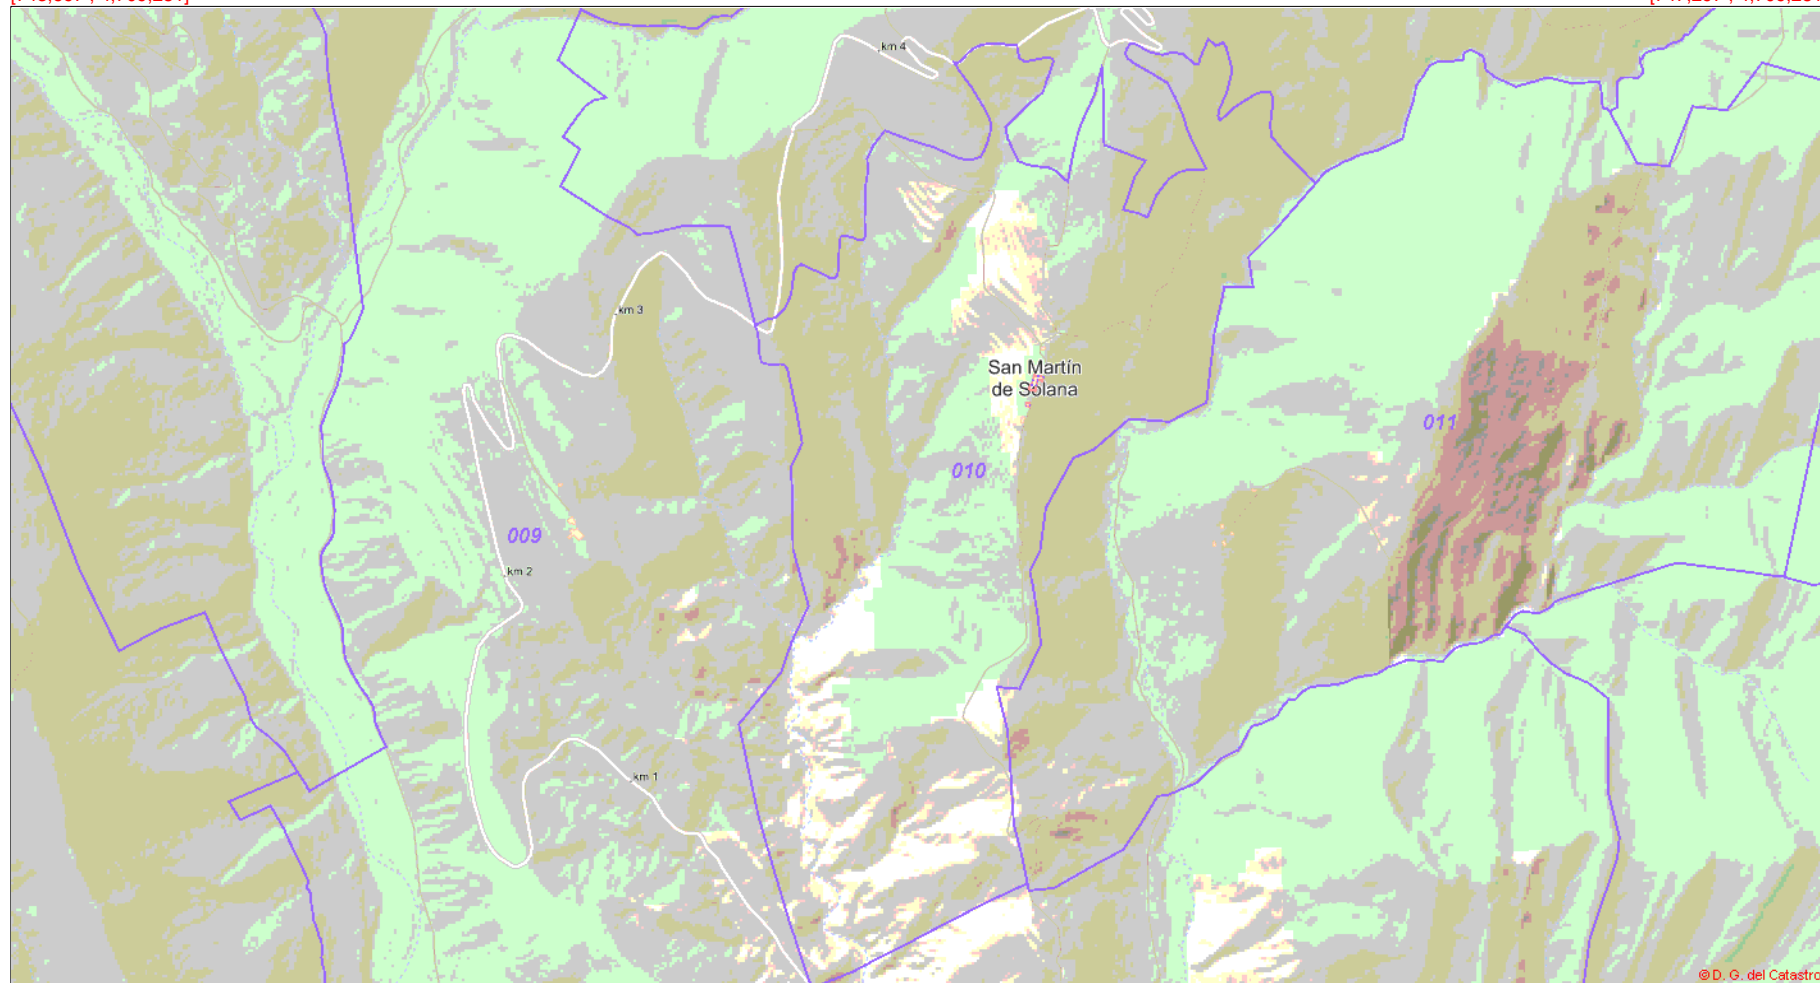 km 4
km 3
San Martín
de Solana
011
010
009
km 2
km 1
© D. G. del Catastro